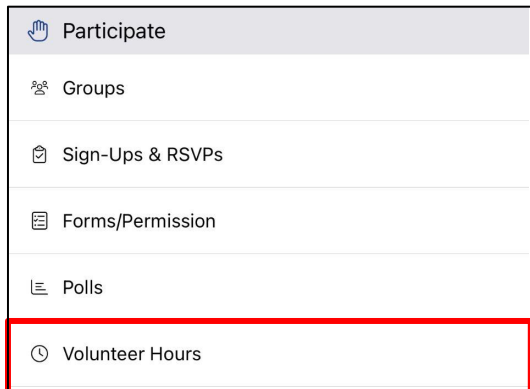 Participate
Groups
Sign-Ups & RSVPs
Forms/Permission
Polls
Volunteer Hours